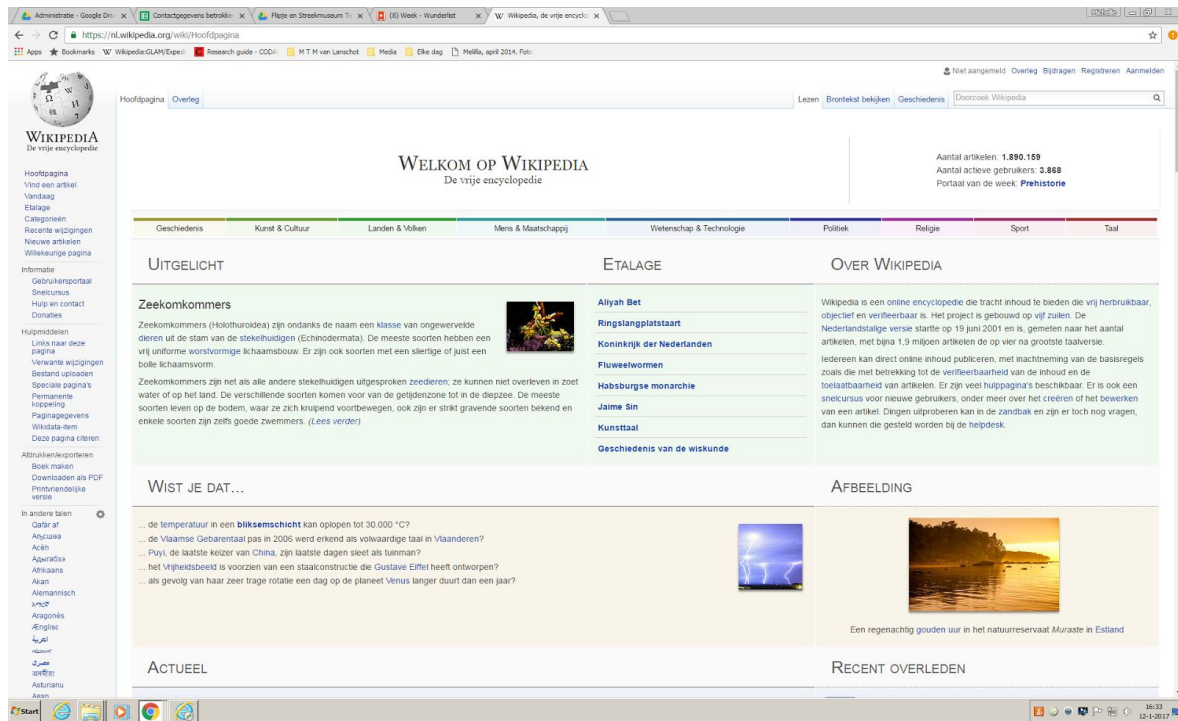 Administratie - Google Driv
Contactgegevens betrokke
Flipje en Streekmuseum Ti
(8) Week - Wunderlist
Wikipedia, de vrije encyclo
https://nl.wikipedia.org/wiki/Hoofdpagina
Apps Bookmarks Wikipedia:GLAM/Exped Research guide - CODA M T M van Lanschot Media Elke dag Melilla, april 2014. Foto
Niet aangemeld Overleg Bijdragen Registreren Aanmelden
Hoofdpagina Overleg
Lezen Brontekst bekijken Geschiedenis Doorzoek Wikipedia
WIKIPEDIA
De vrije encyclopedie
Hoofdpagina
Vind een artikel
Vandaag
Etalage
Categorieën
Recente wijzigingen
Nieuwe artikelen
Willekeurige pagina
Informatie
Gebruikersportaal
Snelcursus
Hulp en contact
Donaties
Hulpmiddelen
Links naar deze
pagina
Verwante wijzigingen
Bestand uploaden
Speciale pagina's
Permanente
koppeling
Paginagegevens
Wikidata-item
Deze pagina citeren
Afdrukken/exporteren
Boek maken
Downloaden als PDF
Printvriendelijke
versie
In andere talen
Qafár af
Аҧсшәа
Acèh
Адыгабзэ
Afrikaans
Akan
Alemannisch
አማርኛ
Aragonés
Ænglisc
العربية
مصرى
অসমীয়া
Asturianu
WELKOM OP WIKIPEDIA
De vrije encyclopedie
Aantal artikelen: 1.890.159
Aantal actieve gebruikers: 3.868
Portaal van de week: Prehistorie
Geschiedenis Kunst & Cultuur Landen & Volken Mens & Maatschappij Wetenschap & Technologie Politiek Religie Sport Taal
UITGELICHT
Zeekomkommers
Zeekomkommers (Holothuroidea) zijn ondanks de naam een klasse van ongewervelde
dieren uit de stam van de stekelhuidigen (Echinodermata). De meeste soorten hebben een
vrij uniforme worstvormige lichaamsbouw. Er zijn ook soorten met een sliertige of juist een
bolle lichaamsvorm.
Zeekomkommers zijn net als alle andere stekelhuidigen uitgesproken zeedieren; ze kunnen niet overleven in zoet
water of op het land. De verschillende soorten komen voor van de getijdenzone tot in de diepzee. De meeste
soorten leven op de bodem, waar ze zich kruipend voortbewegen, ook zijn er strikt gravende soorten bekend en
enkele soorten zijn zelfs goede zwemmers. (Lees verder)
ETALAGE
Aliyah Bet
Ringslangplatstaart
Koninkrijk der Nederlanden
Fluweelwormen
Habsburgse monarchie
Jaime Sin
Kunsttaal
Geschiedenis van de wiskunde
OVER WIKIPEDIA
Wikipedia is een online encyclopedie die tracht inhoud te bieden die vrij herbruikbaar,
objectief en verifieerbaar is. Het project is gebouwd op vijf zuilen. De
Nederlandstalige versie startte op 19 juni 2001 en is, gemeten naar het aantal
artikelen, met bijna 1,9 miljoen artikelen de op vier na grootste taalversie.
Iedereen kan direct online inhoud publiceren, met inachtneming van de basisregels
zoals die met betrekking tot de verifieerbaarheid van de inhoud en de
toelaatbaarheid van artikelen. Er zijn veel hulppagina's beschikbaar. Er is ook een
snelcursus voor nieuwe gebruikers, onder meer over het creëren of het bewerken
van een artikel. Dingen uitproberen kan in de zandbak en zijn er toch nog vragen,
dan kunnen die gesteld worden bij de helpdesk.
WIST JE DAT...
... de temperatuur in een bliksemschicht kan oplopen tot 30.000 °C?
... de Vlaamse Gebarentaal pas in 2006 werd erkend als volwaardige taal in Vlaanderen?
... Puyi, de laatste keizer van China, zijn laatste dagen sleet als tuinman?
... het Vrijheidsbeeld is voorzien van een staalconstructie die Gustave Eiffel heeft ontworpen?
... als gevolg van haar zeer trage rotatie een dag op de planeet Venus langer duurt dan een jaar?
AFBEELDING
Een regenachtig gouden uur in het natuurreservaat Muraste in Estland
ACTUEEL
RECENT OVERLEDEN
Start
16:33
12-1-2017